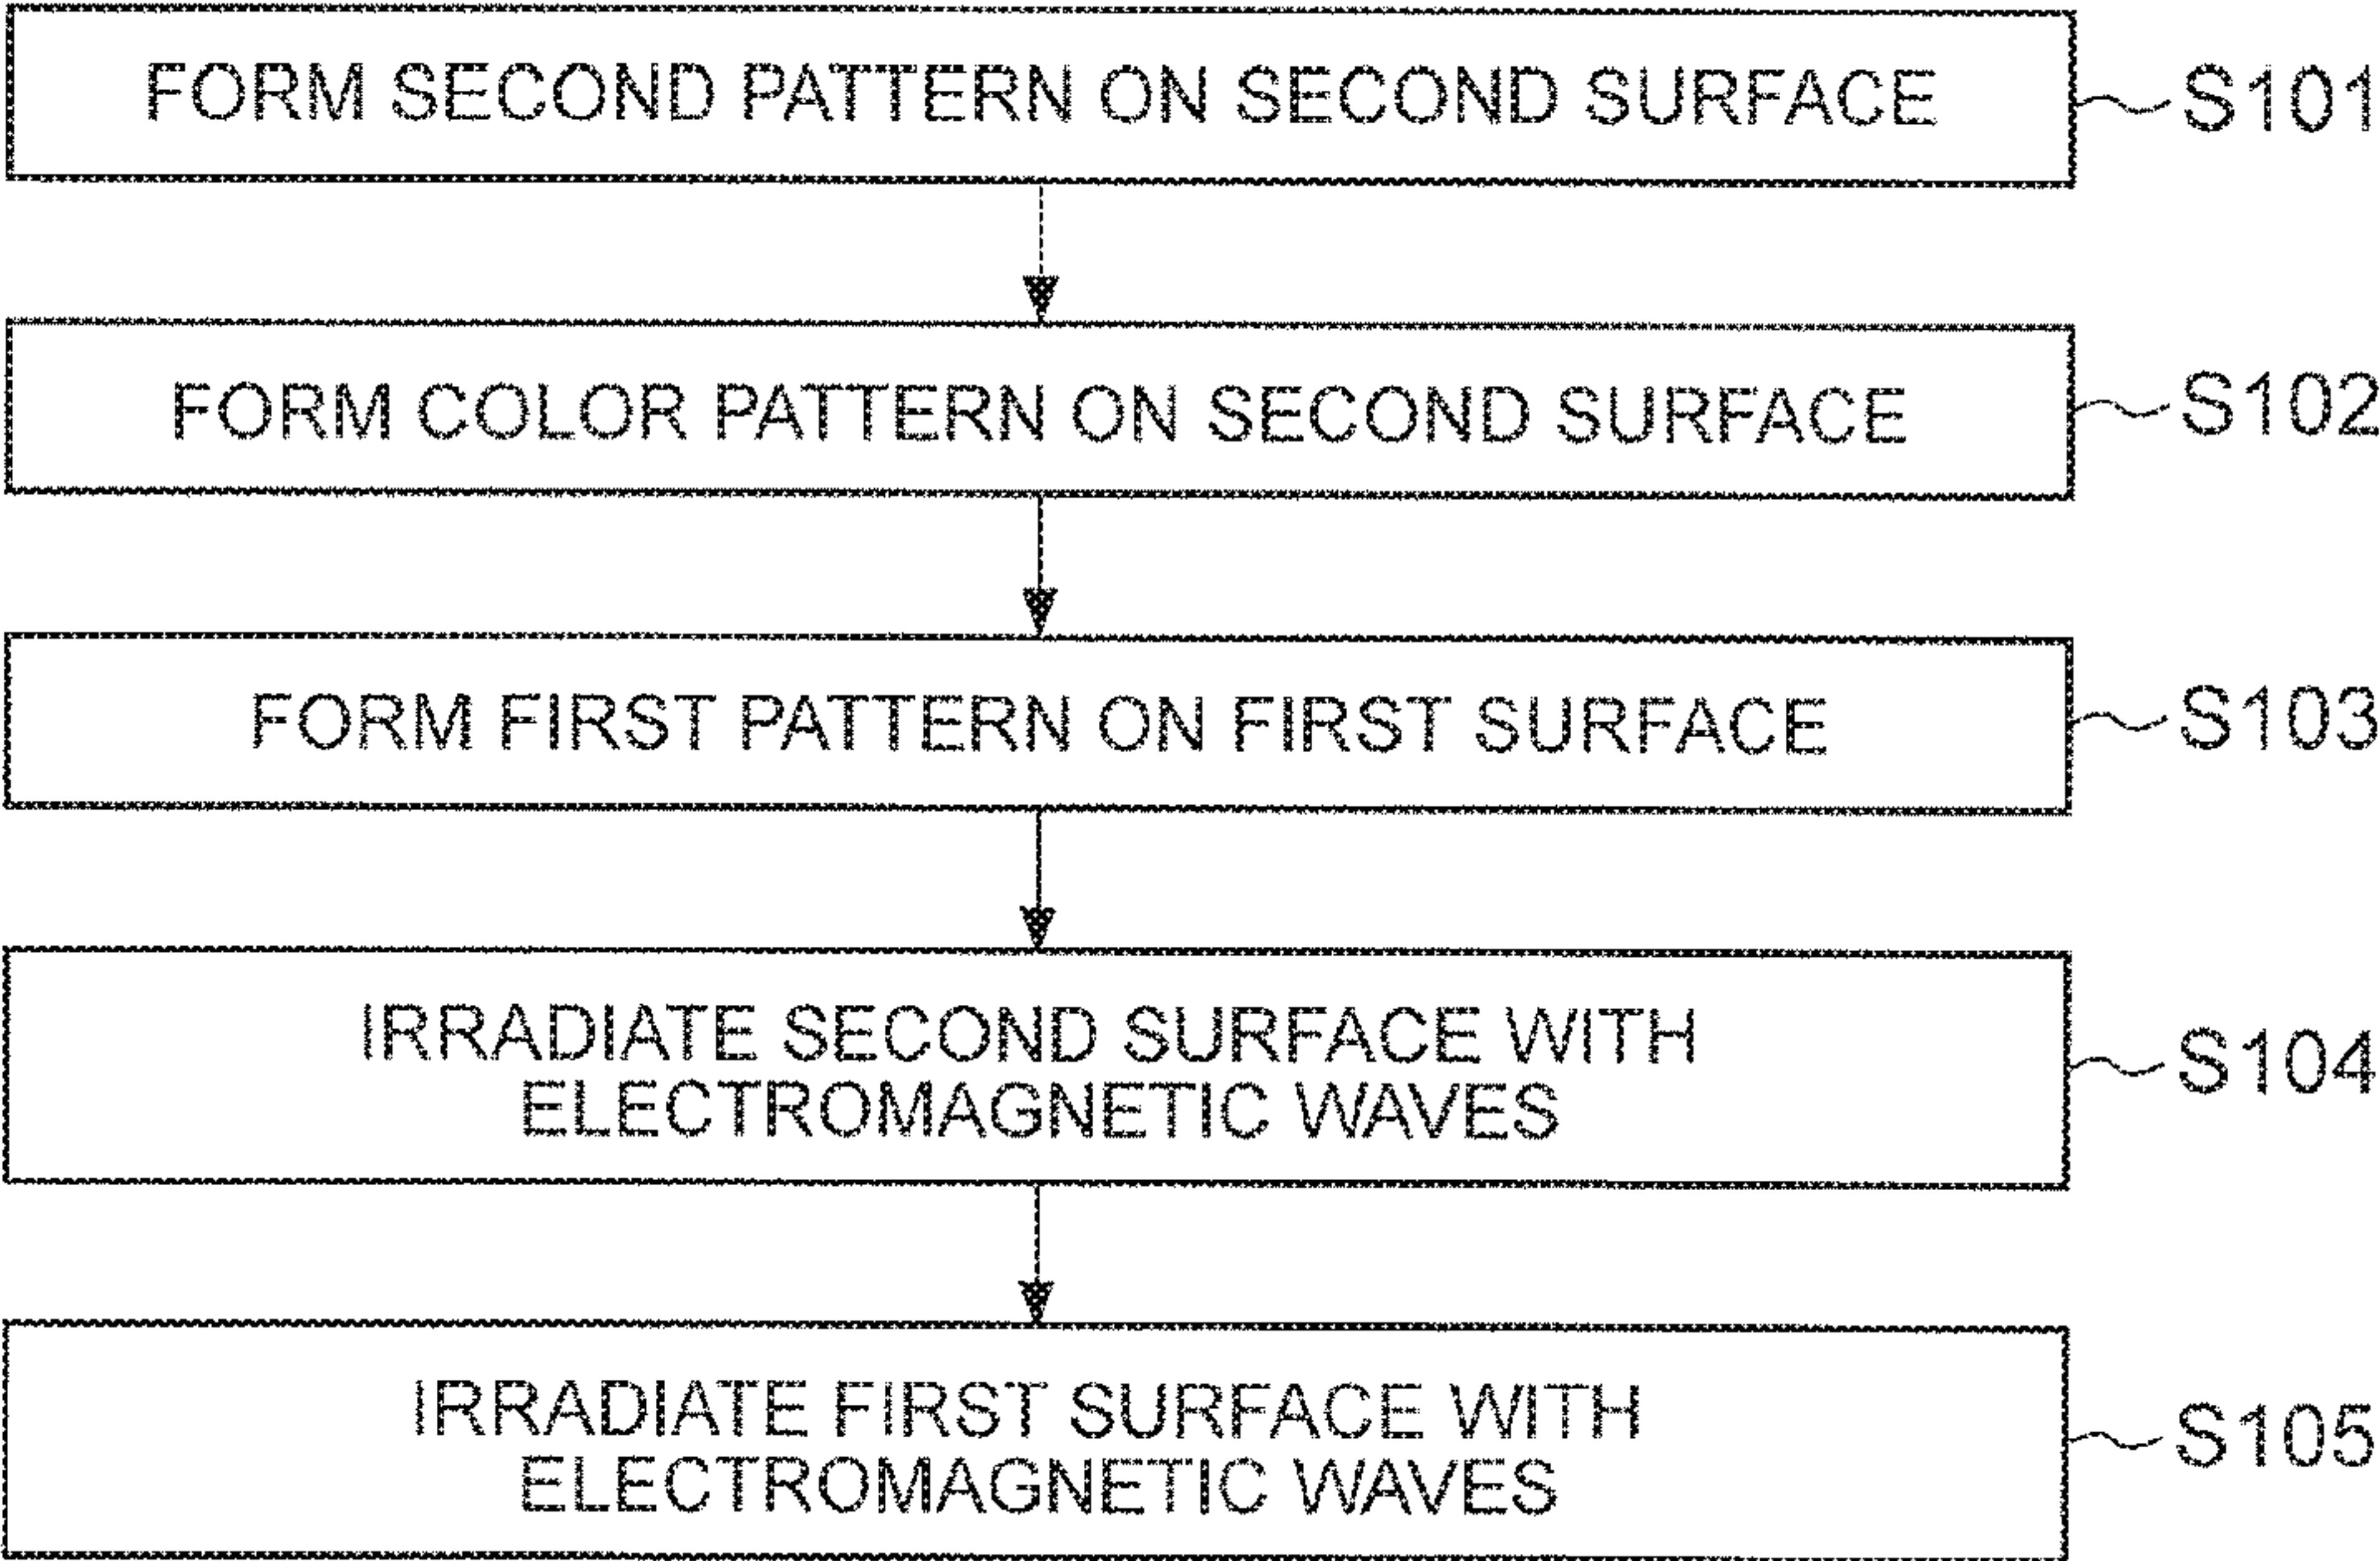 FORM SECOND PATTERN ON SECOND SURFACE S101
FORM COLOR PATTERN ON SECOND SURFACE S102
FORM FIRST PATTERN ON FIRST SURFACE S103
IRRADIATE SECOND SURFACE WITH
ELECTROMAGNETIC WAVES
S104
IRRADIATE FIRST SURFACE WITH
ELECTROMAGNETIC WAVES
S105